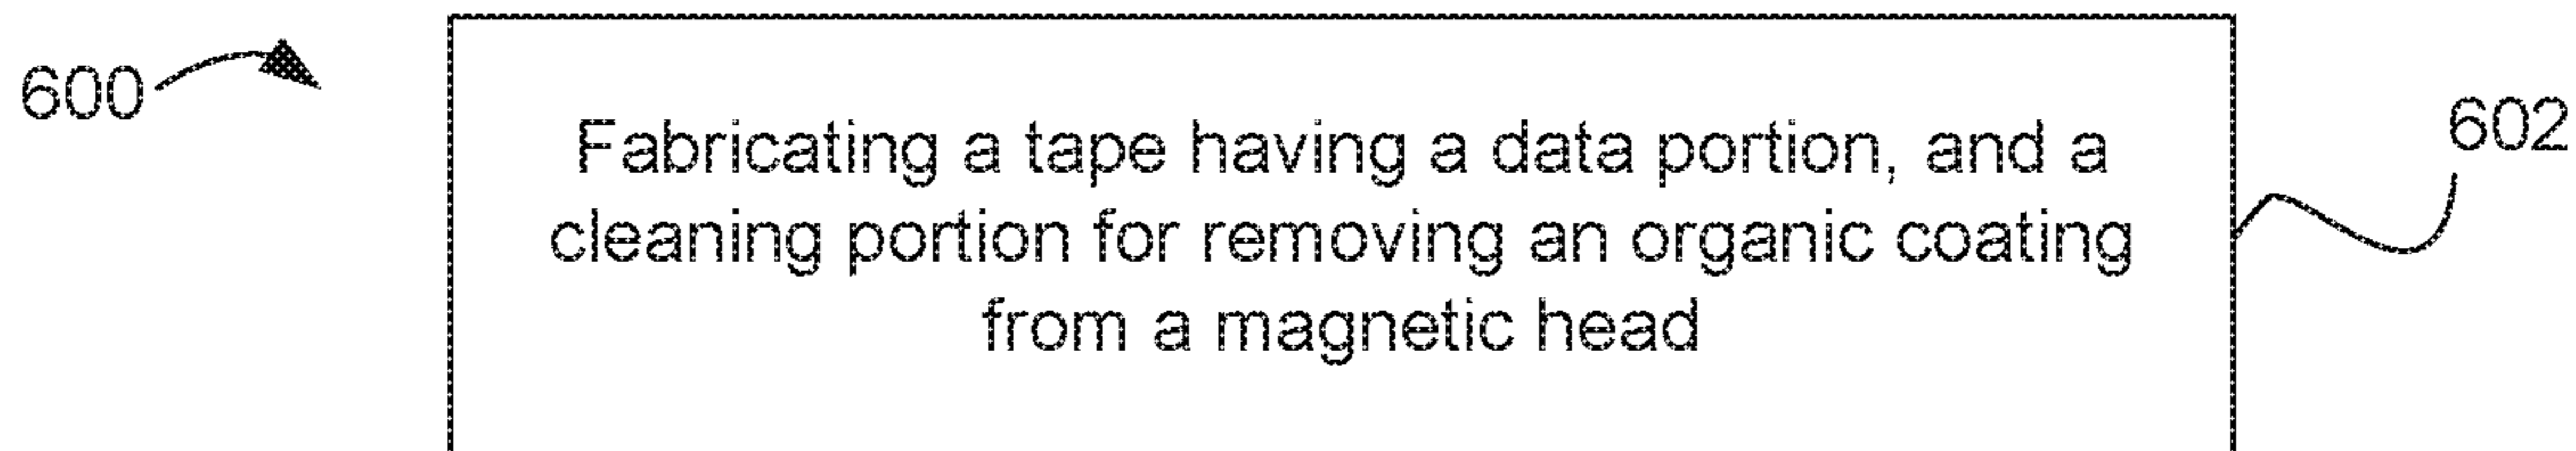 600
602
Fabricating a tape having a data portion, and a
cleaning portion for removing an organic coating
from a magnetic head